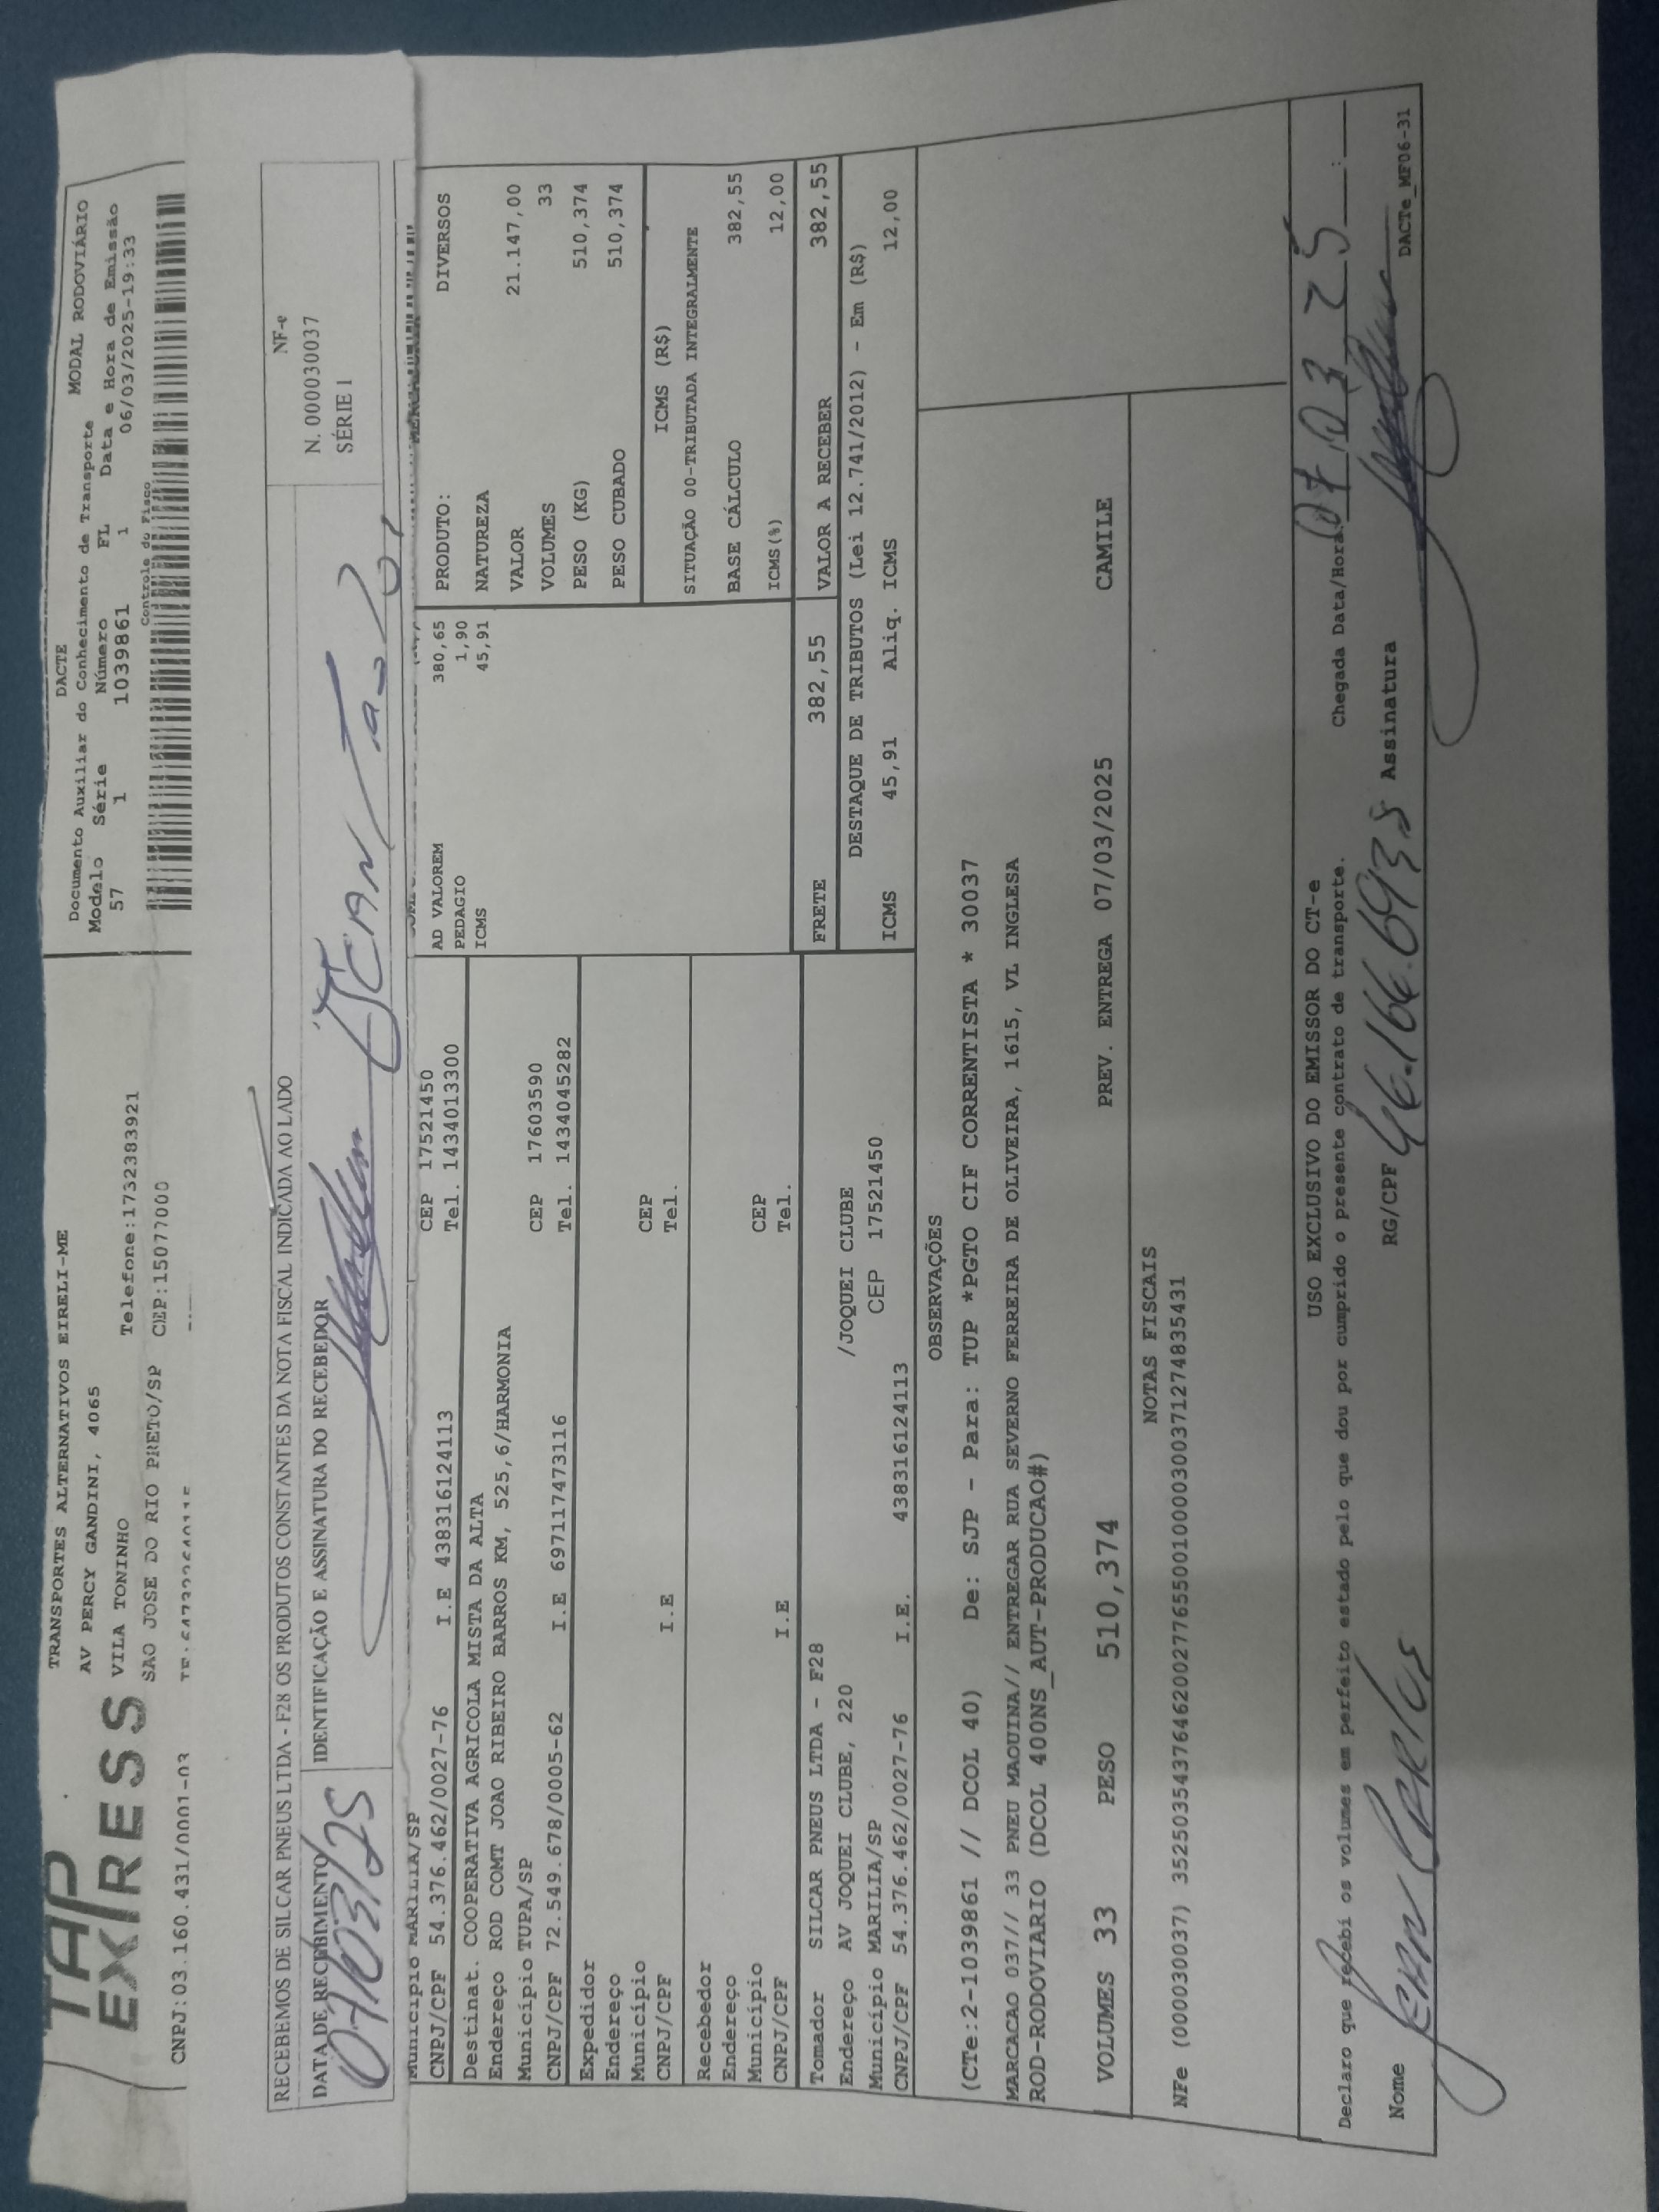 TAP
EXPRESS
TRANSPORTES ALTERNATIVOS EIRELI-ME
AV PERCY GANDINI, 4065
VILA TONINHO Telefone:1732383921
SAO JOSE DO RIO PRETO/SP CEP:15077000
CNPJ:03.160.431/0001-03
DACTE
Documento Auxiliar do Conhecimento de Transporte MODAL RODOVIÁRIO
Modelo Série Número FL Data e Hora de Emissão
57 1 1039861 1 06/03/2025-19:33
Controle do Fisco
RECEBEMOS DE SILCAR PNEUS LTDA - F28 OS PRODUTOS CONSTANTES DA NOTA FISCAL INDICADA AO LADO
NF-e
N. 000030037
SÉRIE 1
DATA DE RECEBIMENTO
IDENTIFICAÇÃO E ASSINATURA DO RECEBEDOR
07/03/25
Município MARILIA/SP CEP 17521450
CNPJ/CPF 54.376.462/0027-76 I.E 438316124113 Tel. 1434013300
Destinat. COOPERATIVA AGRICOLA MISTA DA ALTA
Endereço ROD COMT JOAO RIBEIRO BARROS KM, 525,6/HARMONIA
Município TUPA/SP CEP 17603590
CNPJ/CPF 72.549.678/0005-62 I.E 697117473116 Tel. 1434045282
Expedidor
Endereço
Município CEP
CNPJ/CPF I.E Tel.
Recebedor
Endereço
Município CEP
CNPJ/CPF I.E Tel.
Tomador SILCAR PNEUS LTDA - F28
Endereço AV JOQUEI CLUBE, 220 /JOQUEI CLUBE
Município MARILIA/SP CEP 17521450
CNPJ/CPF 54.376.462/0027-76 I.E. 438316124113
AD VALOREM 380,65
PEDAGIO 1,90
ICMS 45,91
PRODUTO: DIVERSOS
NATUREZA
VALOR 21.147,00
VOLUMES 33
PESO (KG) 510,374
PESO CUBADO 510,374
ICMS (R$)
SITUAÇÃO 00-TRIBUTADA INTEGRALMENTE
BASE CÁLCULO 382,55
ICMS(%) 12,00
FRETE 382,55 VALOR A RECEBER 382,55
DESTAQUE DE TRIBUTOS (Lei 12.741/2012) - Em (R$)
ICMS 45,91 Aliq. ICMS 12,00
OBSERVAÇÕES
(CTe:2-1039861 // DCOL 40) De: SJP - Para: TUP *PGTO CIF CORRENTISTA * 30037
MARCACAO 037// 33 PNEU MAQUINA// ENTREGAR RUA SEVERNO FERREIRA DE OLIVEIRA, 1615, VL INGLESA
ROD-RODOVIARIO (DCOL 400NS_AUT-PRODUCAO#)
VOLUMES 33 PESO 510,374 PREV. ENTREGA 07/03/2025 CAMILE
NOTAS FISCAIS
NFe (000030037) 35250354376462002776550010000300371274835431
USO EXCLUSIVO DO EMISSOR DO CT-e
Declaro que recebi os volumes em perfeito estado pelo que dou por cumprido o presente contrato de transporte. Chegada Data/Hora: 07 03 25 :
Nome RG/CPF 46.166.693-8 Assinatura
DACTe_MF06-31